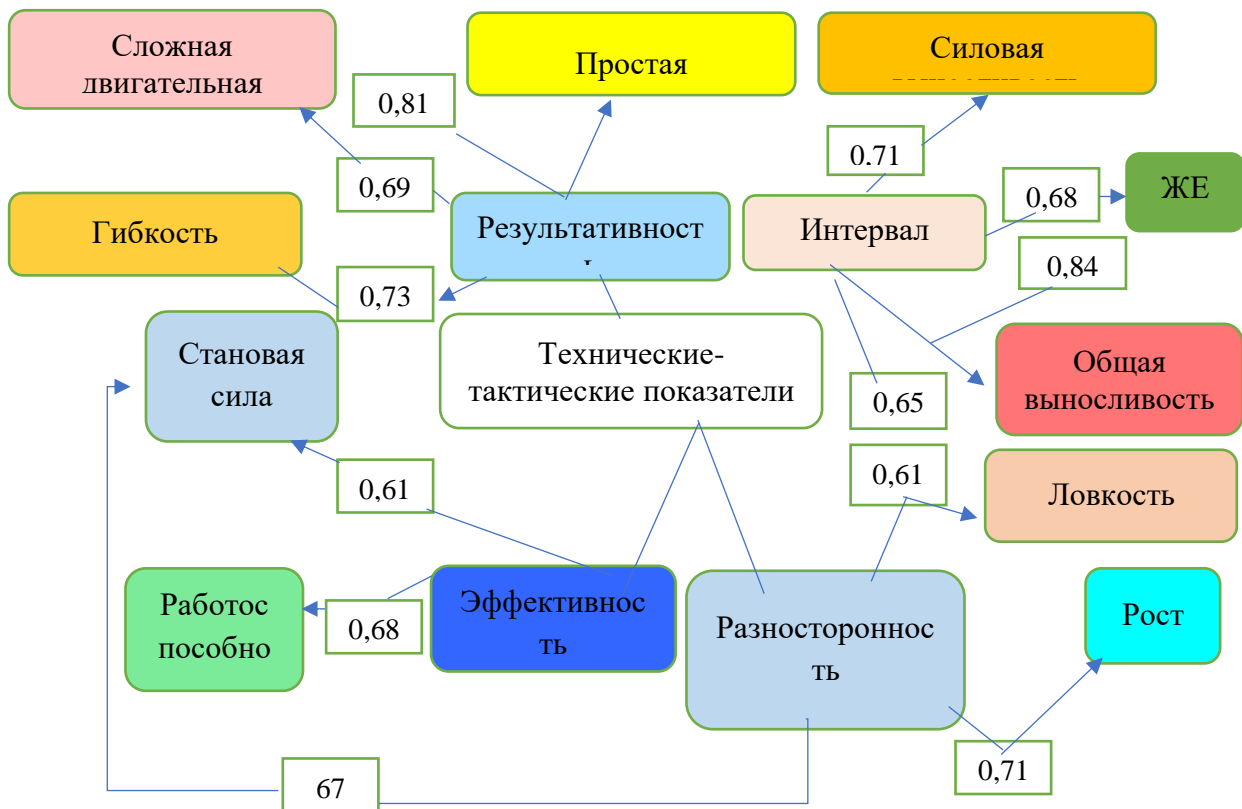 Сложная
двигательная
Простая
Силовая
0,81
0,71
0,69
0,68
ЖЕ
Гибкость
Результативност
Интервал
0,84
0,73
Становая
сила
Технические-
тактические показатели
Общая
выносливость
0,65
0,61
0,61
Ловкость
Работос
пособно
0,68
Эффективнос
ть
Разностороннос
ть
Рост
0,71
67